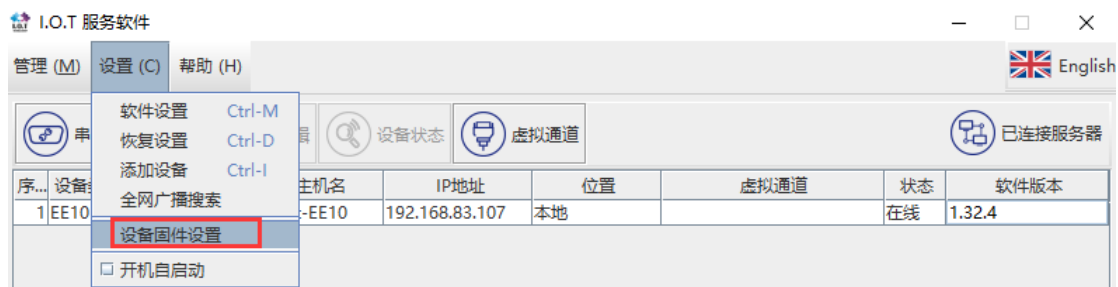 I.O.T 服务软件
管理 (M) 设置 (C) 帮助 (H) English
软件设置 Ctrl-M
恢复设置 Ctrl-D
添加设备 Ctrl-I
全网广播搜索
设备固件设置
开机自启动
串 设备状态 虚拟通道 已连接服务器
序... 设备 主机名 IP地址 位置 虚拟通道 状态 软件版本
1 EE10 -EE10 192.168.83.107 本地 在线 1.32.4